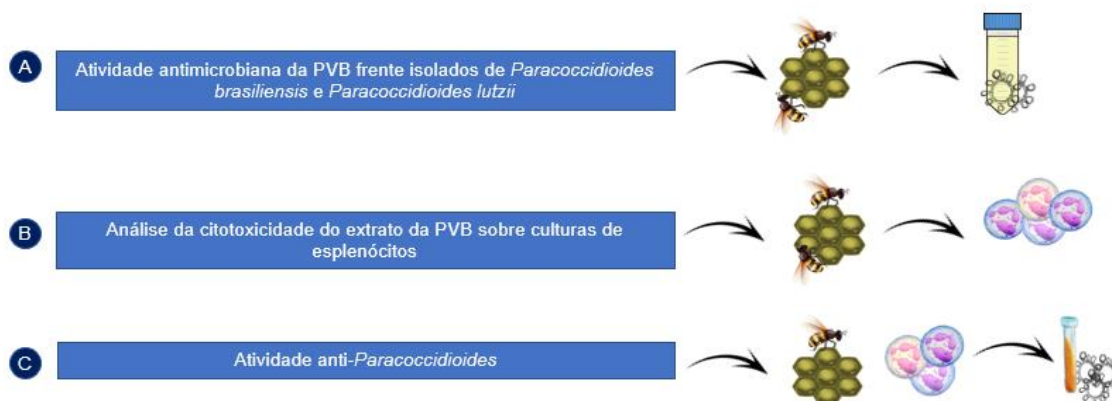 A
Atividade antimicrobiana da PVB frente isolados de Paracoccidioides
brasiliensis e Paracoccidioides lutzii
B
Análise da citotoxicidade do extrato da PVB sobre culturas de
esplenócitos
C
Atividade anti-Paracoccidioides